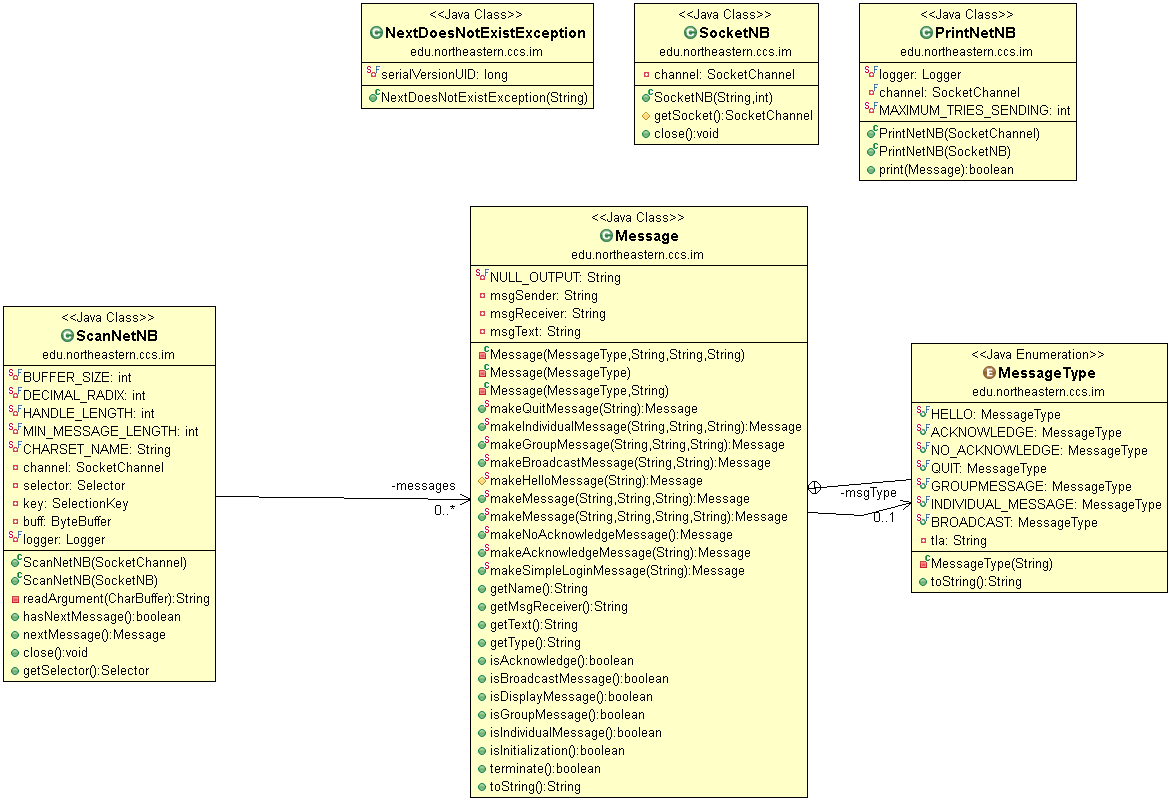 <<Java Class>>
NextDoesNotExistException
edu.northeastern.ccs.im
serialVersionUID: long
NextDoesNotExistException(String)
<<Java Class>>
SocketNB
edu.northeastern.ccs.im
channel: SocketChannel
SocketNB(String,int)
getSocket():SocketChannel
close():void
<<Java Class>>
PrintNetNB
edu.northeastern.ccs.im
logger: Logger
channel: SocketChannel
MAXIMUM_TRIES_SENDING: int
PrintNetNB(SocketChannel)
PrintNetNB(SocketNB)
print(Message):boolean
<<Java Class>>
ScanNetNB
edu.northeastern.ccs.im
BUFFER_SIZE: int
DECIMAL_RADIX: int
HANDLE_LENGTH: int
MIN_MESSAGE_LENGTH: int
CHARSET_NAME: String
channel: SocketChannel
selector: Selector
key: SelectionKey
buff: ByteBuffer
logger: Logger
ScanNetNB(SocketChannel)
ScanNetNB(SocketNB)
readArgument(CharBuffer):String
hasNextMessage():boolean
nextMessage():Message
close():void
getSelector():Selector
-messages
0..*
<<Java Class>>
Message
edu.northeastern.ccs.im
NULL_OUTPUT: String
msgSender: String
msgReceiver: String
msgText: String
Message(MessageType,String,String,String)
Message(MessageType)
Message(MessageType,String)
makeQuitMessage(String):Message
makeIndividualMessage(String,String,String):Message
makeGroupMessage(String,String,String):Message
makeBroadcastMessage(String,String):Message
makeHelloMessage(String):Message
makeMessage(String,String,String):Message
makeMessage(String,String,String,String):Message
makeNoAcknowledgeMessage():Message
makeAcknowledgeMessage(String):Message
makeSimpleLoginMessage(String):Message
getName():String
getMsgReceiver():String
getText():String
getType():String
isAcknowledge():boolean
isBroadcastMessage():boolean
isDisplayMessage():boolean
isGroupMessage():boolean
isIndividualMessage():boolean
isInitialization():boolean
terminate():boolean
toString():String
-msgType
0..1
<<Java Enumeration>>
MessageType
edu.northeastern.ccs.im
HELLO: MessageType
ACKNOWLEDGE: MessageType
NO_ACKNOWLEDGE: MessageType
QUIT: MessageType
GROUPMESSAGE: MessageType
INDIVIDUAL_MESSAGE: MessageType
BROADCAST: MessageType
tla: String
MessageType(String)
toString():String